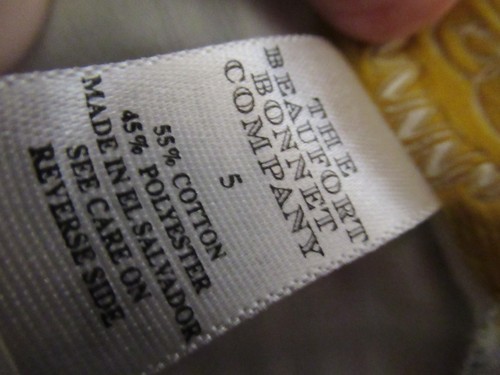 THE
BEAUFORT
BONNET
COMPANY
5
55% COTTON
45% POLYESTER
MADE IN EL SALVADOR
SEE CARE ON
REVERSE SIDE